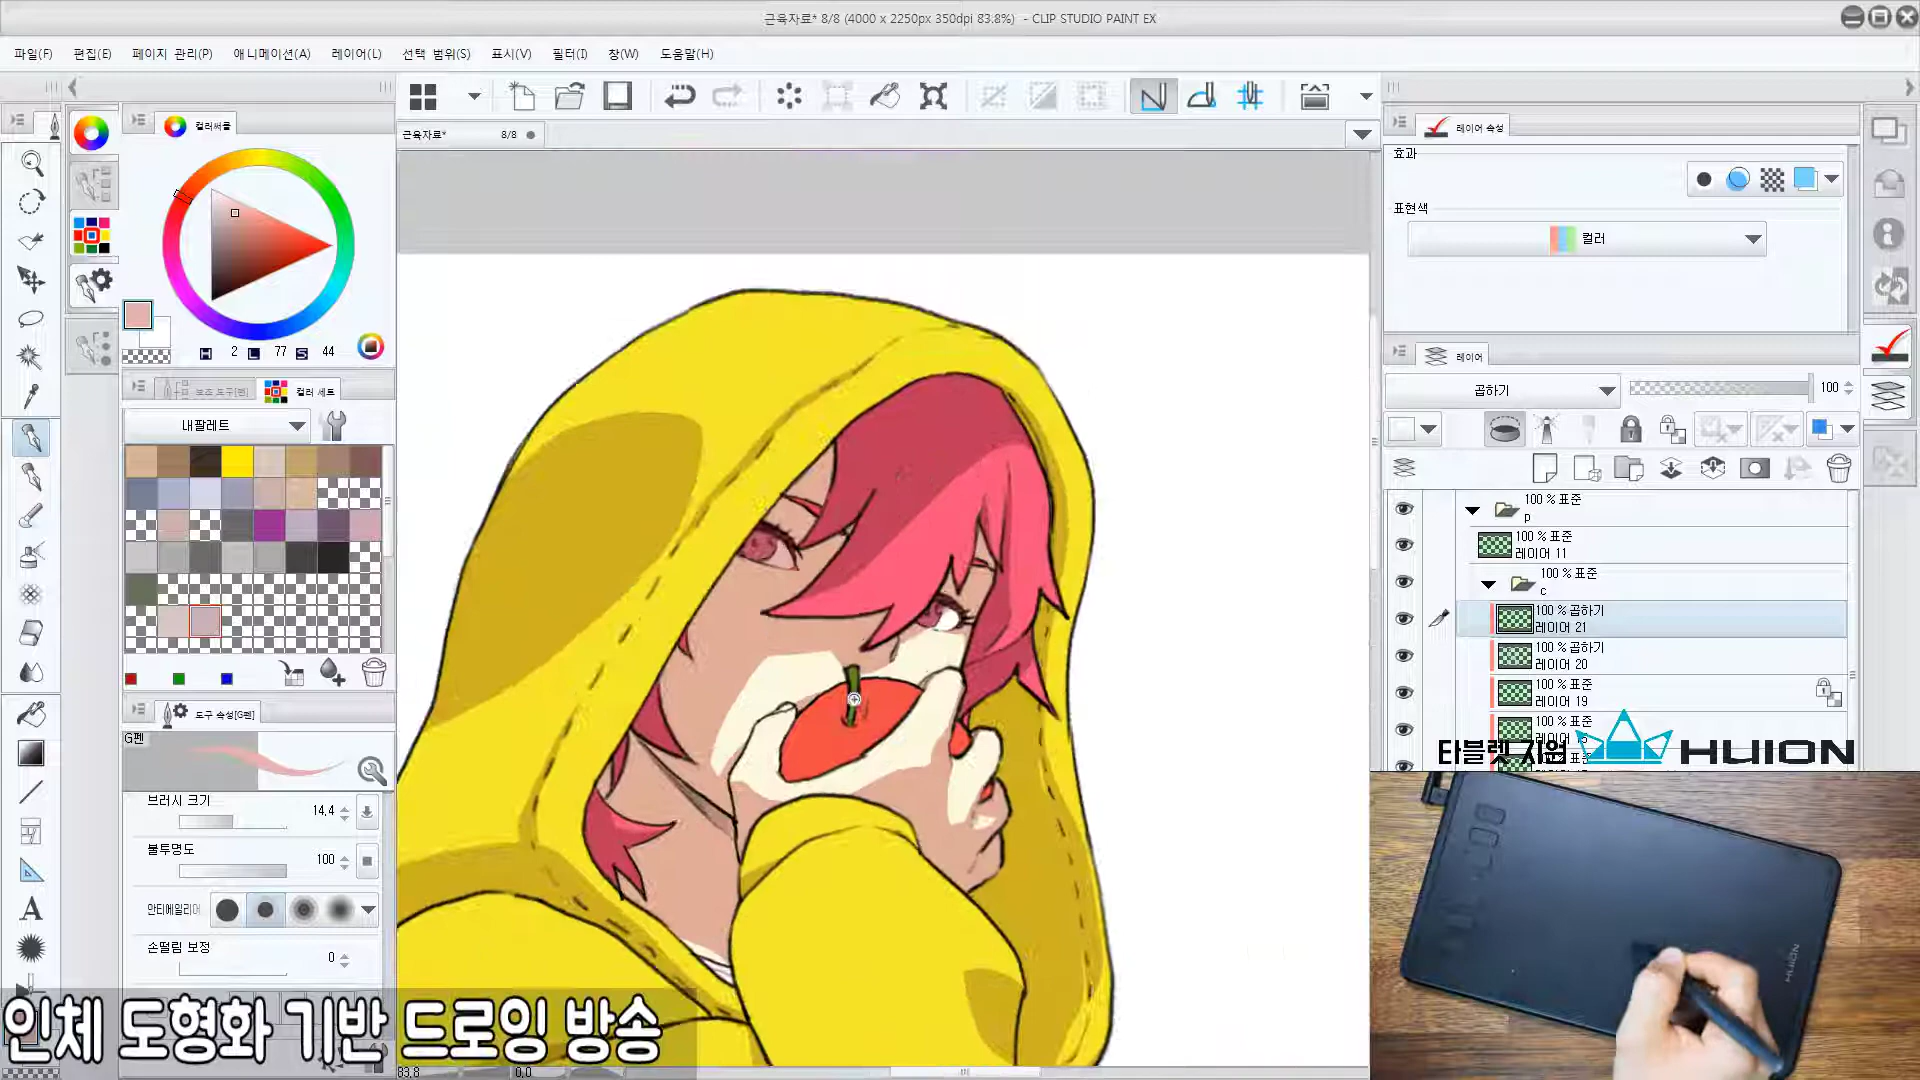 근육자료* 8/8 (4000 x 2250px 350dpi 83.8%) - CLIP STUDIO PAINT EX
파일(F) 편집(E) 페이지 관리(P) 애니메이션(A) 레이어(L) 선택 범위(S) 표시(V) 필터(I) 창(W) 도움말(H)
컬러써클
근육자료* 8/8
레이어 속성
효과
표현색
컬러
H 2 L 77 S 44
보조 도구[펜] 컬러 세트
내팔레트
레이어
곱하기 100
100 % 표준
p
100 % 표준
레이어 11
100 % 표준
c
100 % 곱하기
레이어 21
100 % 곱하기
레이어 20
100 % 표준
레이어 19
100 % 표준
도구 속성[G펜]
G펜
브러시 크기 14.4
불투명도 100
안티에일리어
손떨림 보정 0
타블렛 지원 HUION
HUION
인체 도형화 기반 드로잉 방송
83.8 0,0